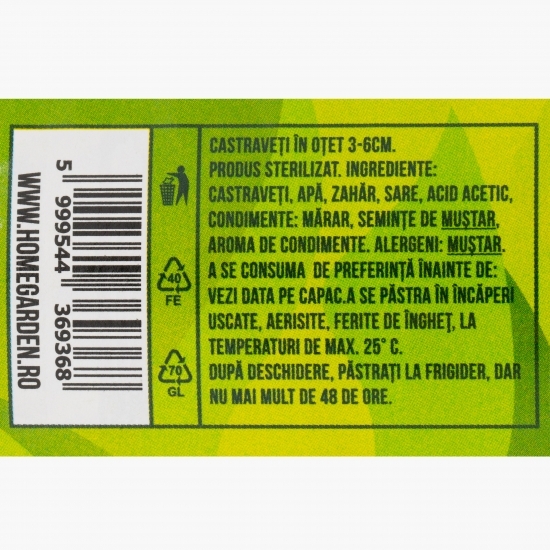 CASTRAVEȚI ÎN OȚET 3-6CM.
PRODUS STERILIZAT. INGREDIENTE:
CASTRAVEȚI, APĂ, ZAHĂR, SARE, ACID ACETIC,
CONDIMENTE: MĂRAR, SEMINȚE DE MUȘTAR,
AROMA DE CONDIMENTE. ALERGENI: MUȘTAR.
A SE CONSUMA DE PREFERINȚĂ ÎNAINTE DE:
VEZI DATA PE CAPAC.A SE PĂSTRA ÎN ÎNCĂPERI
USCATE, AERISITE, FERITE DE ÎNGHEȚ, LA
TEMPERATURI DE MAX. 25° C.
DUPĂ DESCHIDERE, PĂSTRAȚI LA FRIGIDER, DAR
NU MAI MULT DE 48 DE ORE.
40
FE
70
GL
5 999544 369368
WWW.HOMEGARDEN.RO